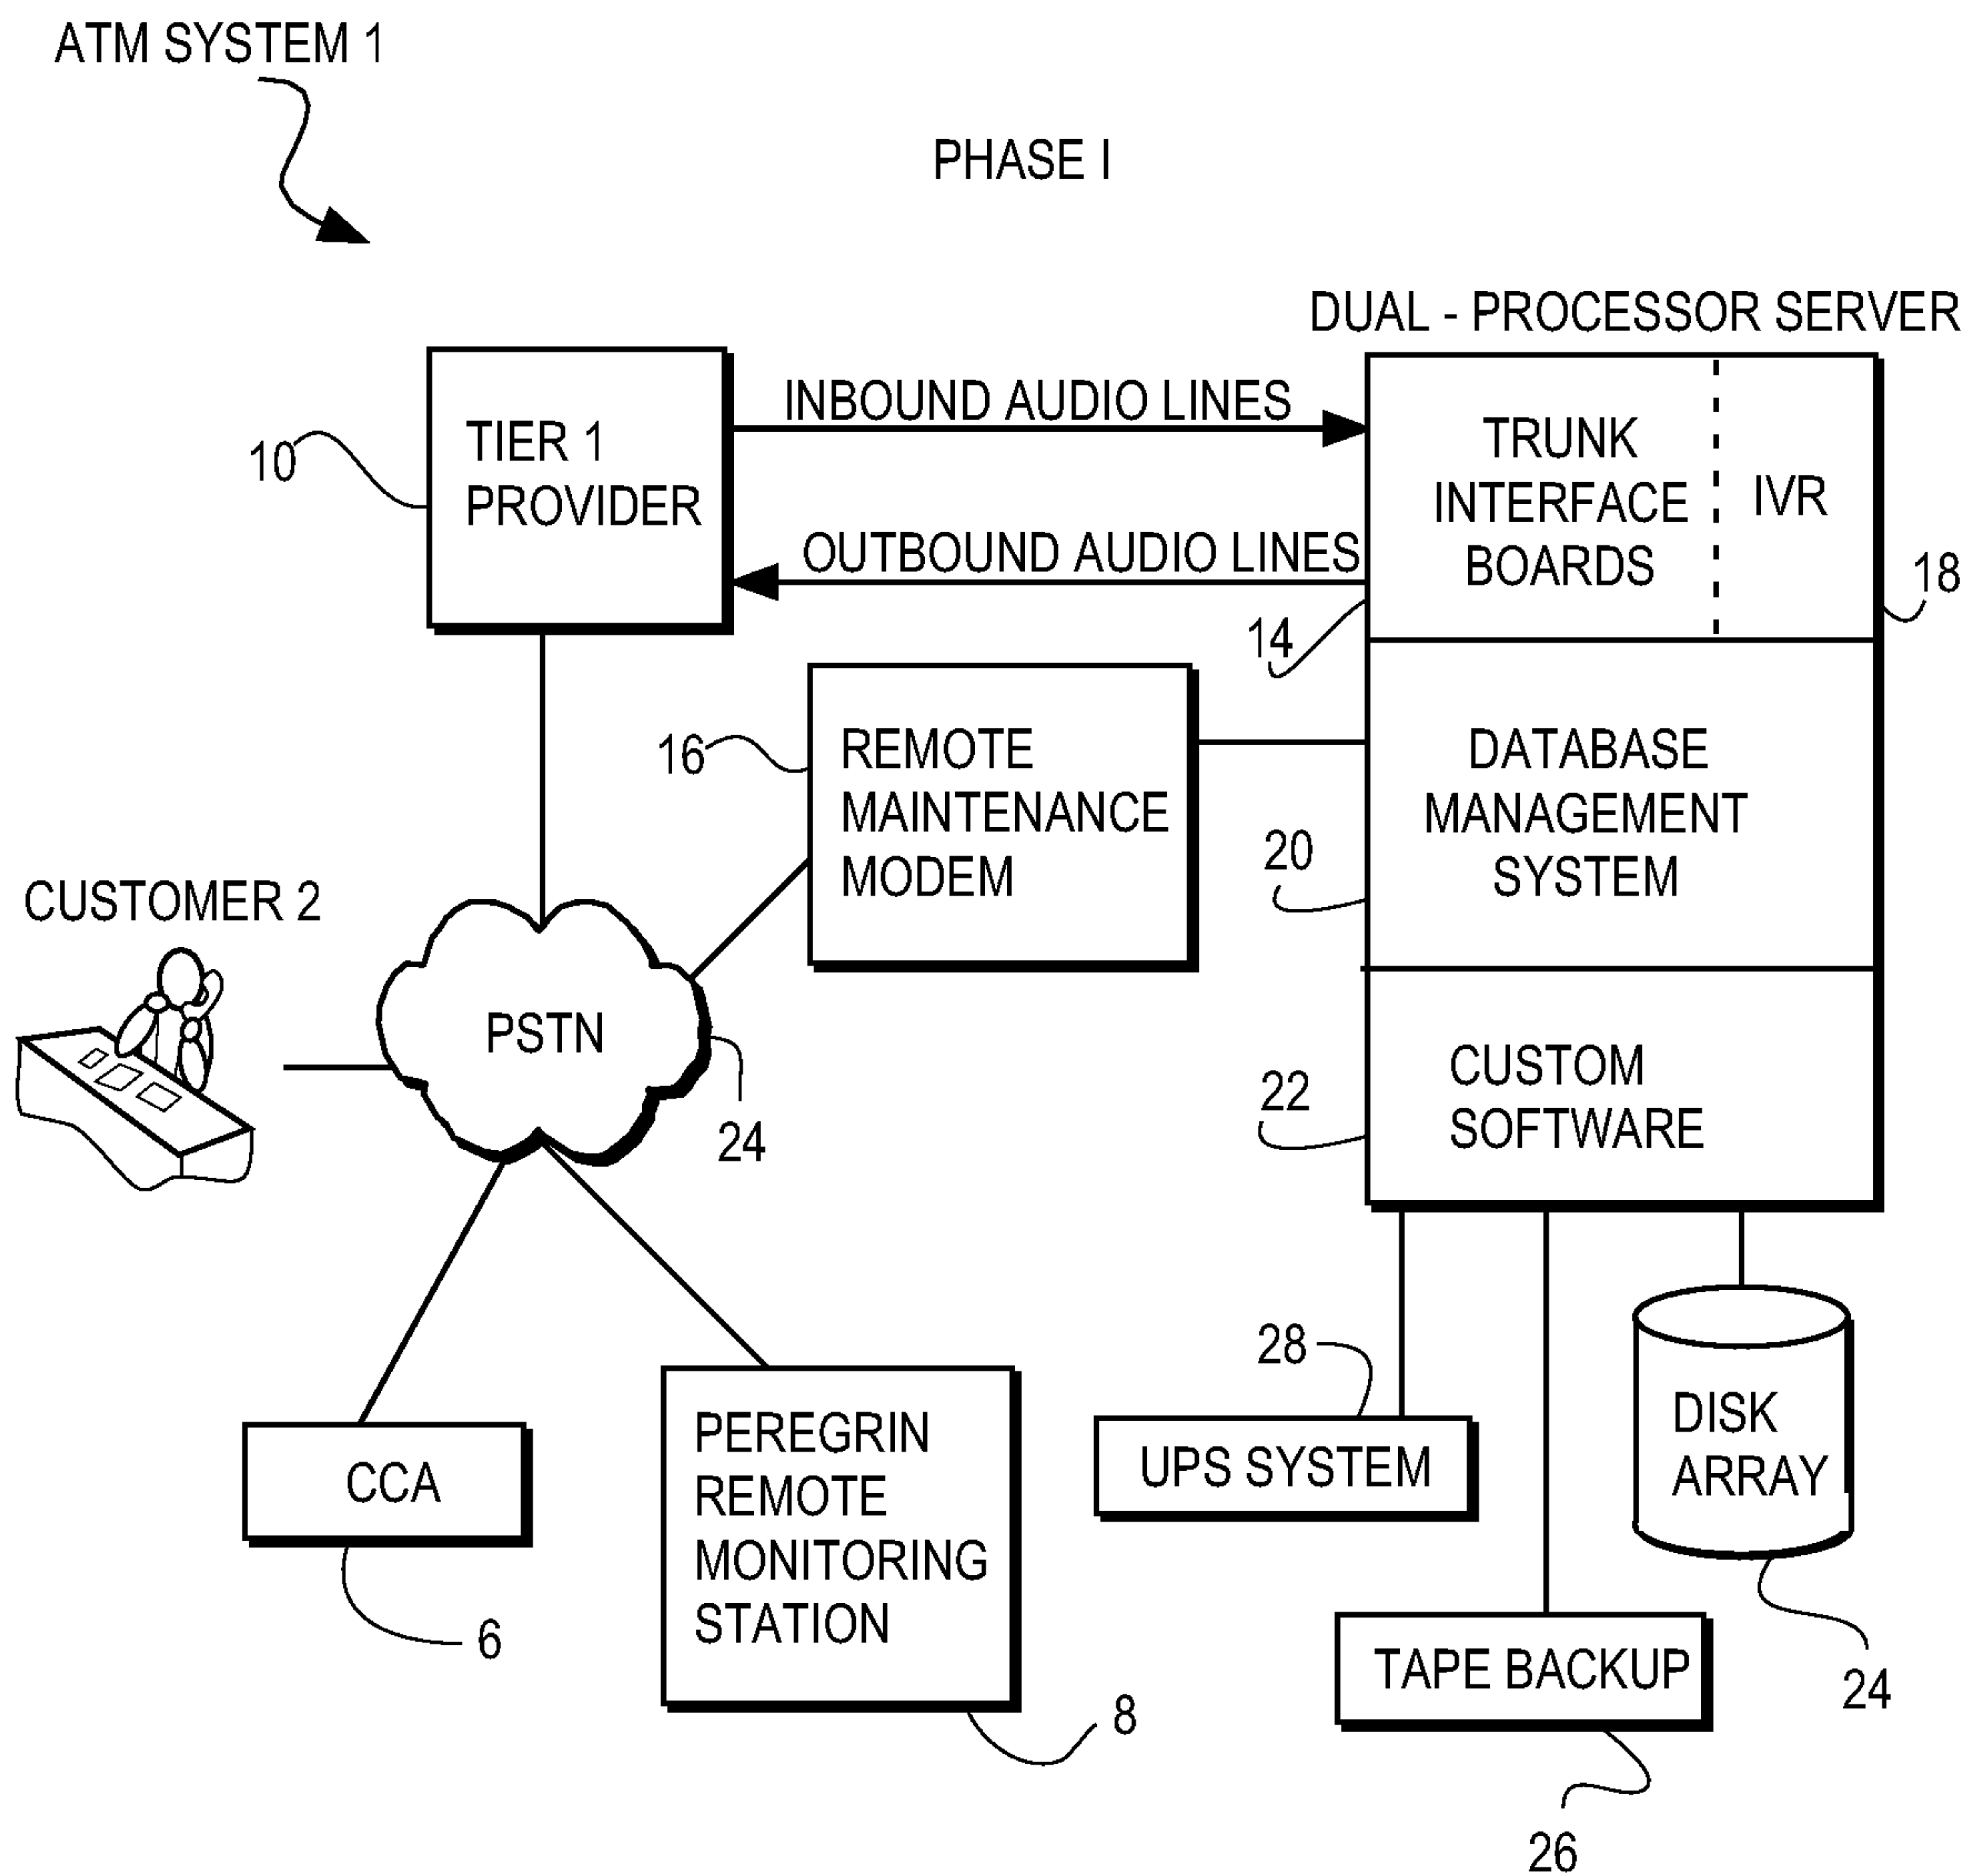 ATM SYSTEM 1
PHASE I
DUAL - PROCESSOR SERVER
TIER 1
PROVIDER
10
INBOUND AUDIO LINES
OUTBOUND AUDIO LINES
TRUNK
INTERFACE
BOARDS
IVR
18
14
REMOTE
MAINTENANCE
MODEM
16
DATABASE
MANAGEMENT
SYSTEM
20
CUSTOMER 2
PSTN
24
CUSTOM
SOFTWARE
22
28
UPS SYSTEM
DISK
ARRAY
24
CCA
6
PEREGRIN
REMOTE
MONITORING
STATION
8
TAPE BACKUP
26